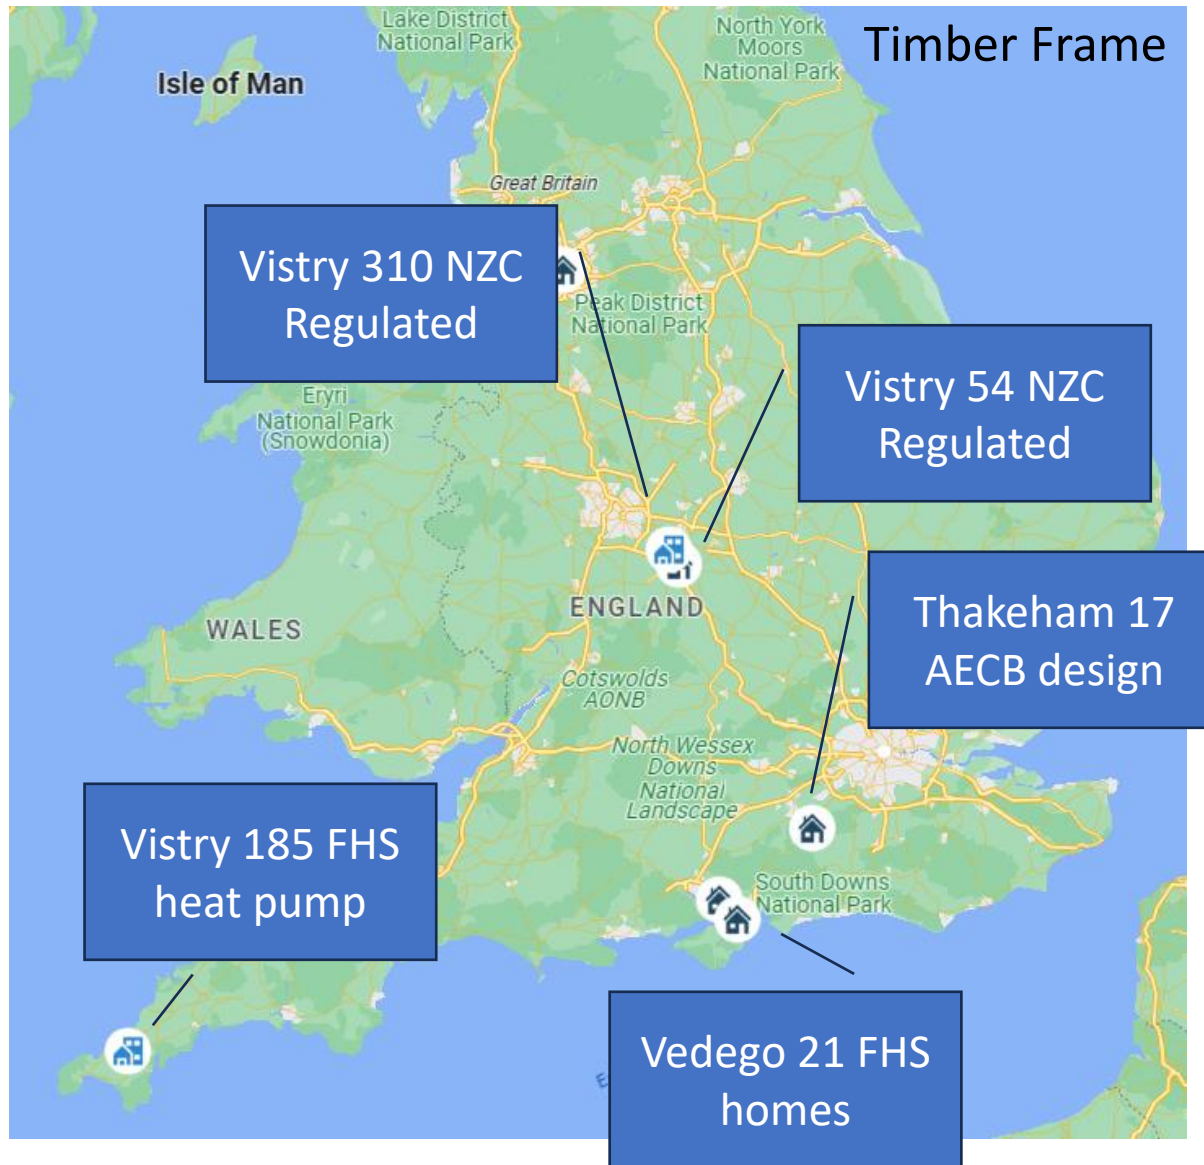 Lake District
National Park
North York
Moors
National Park
Timber Frame
Isle of Man
Great Britain
Vistry 310 NZC
Regulated
Peak District
National Park
Vistry 54 NZC
Regulated
Eryri
National Park
(Snowdonia)
ENGLAND
WALES
Thakeham 17
AECB design
Cotswolds
AONB
North Wessex
Downs
National
Landscape
Vistry 185 FHS
heat pump
South Downs
National Park
Vedego 21 FHS
homes